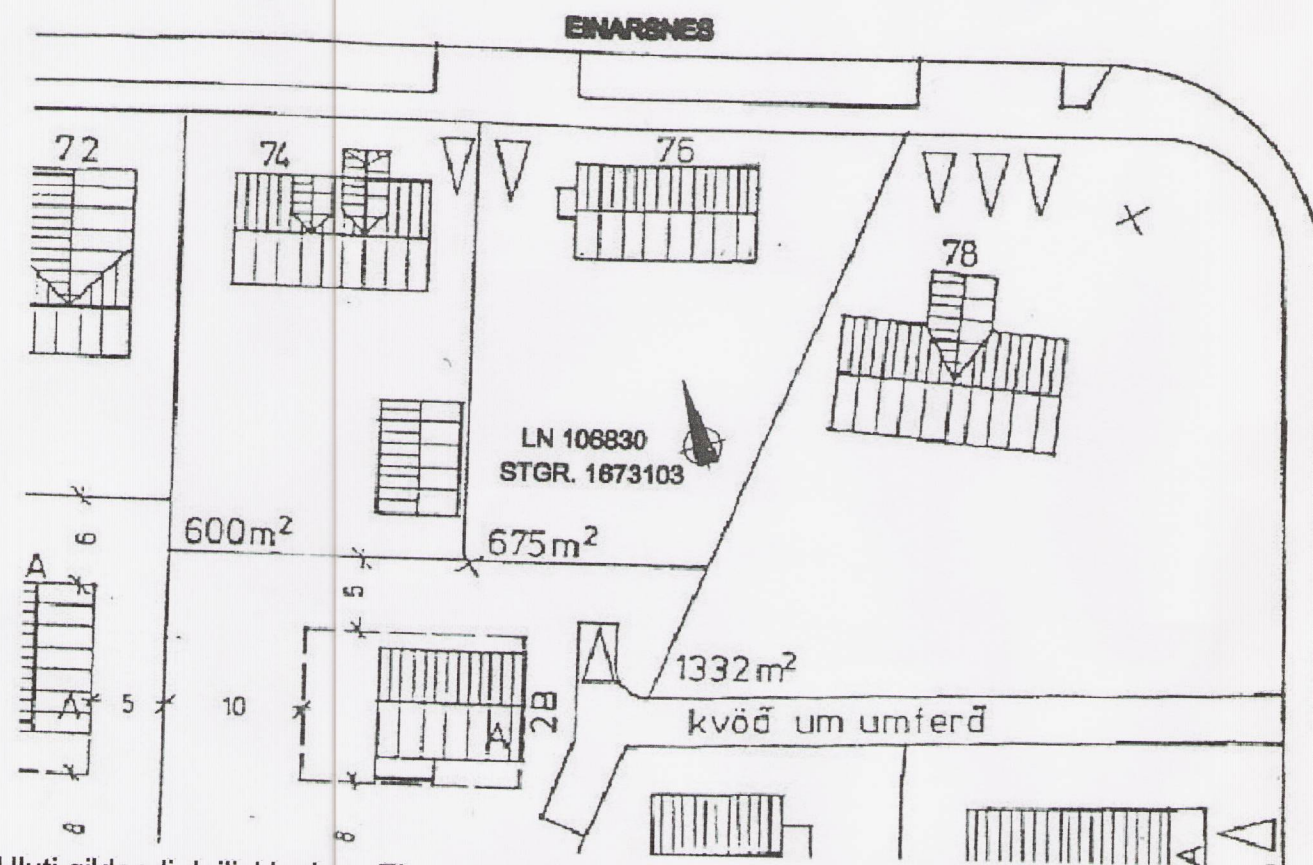 EINARSNES
72
74
76
78
LN 106830
STGR. 1673103
600m²
675m²
6
A
5
1332m²
A
5
10
2B
A
kvöð um umferð
8
8
A